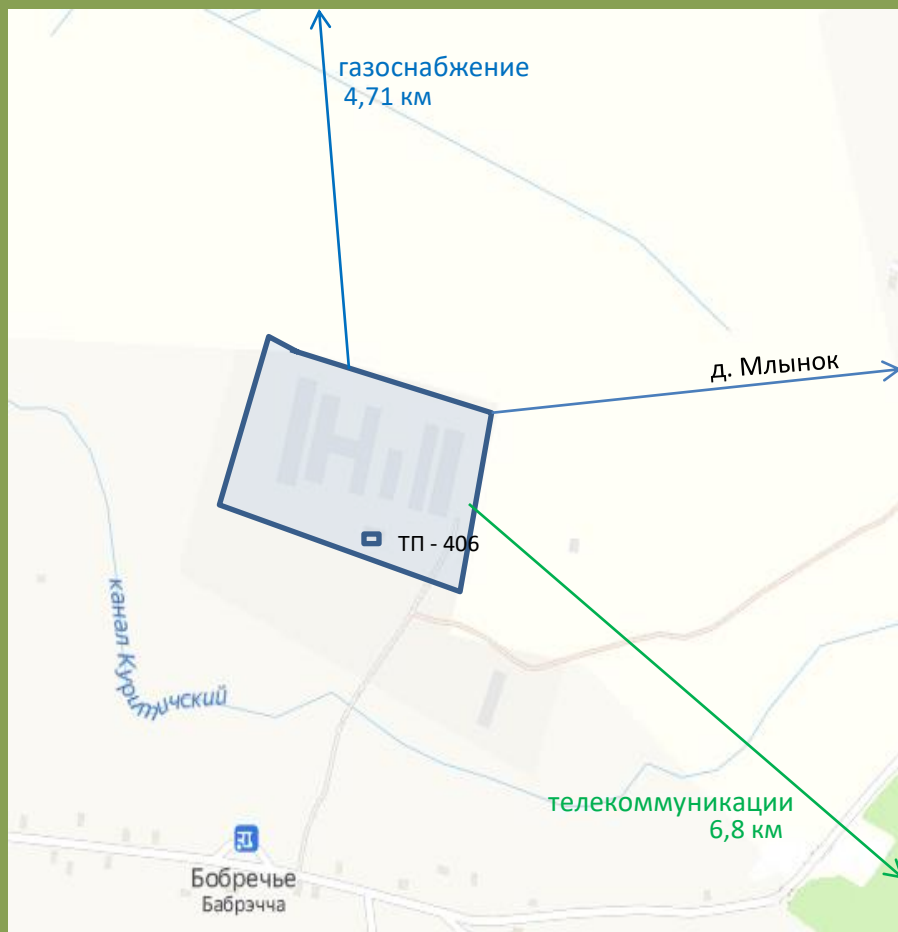 газоснабжение
4,71 км
д. Млынок
ТП - 406
канал Куритичский
телекоммуникации
6,8 км
Бобречье
Бабрэчча